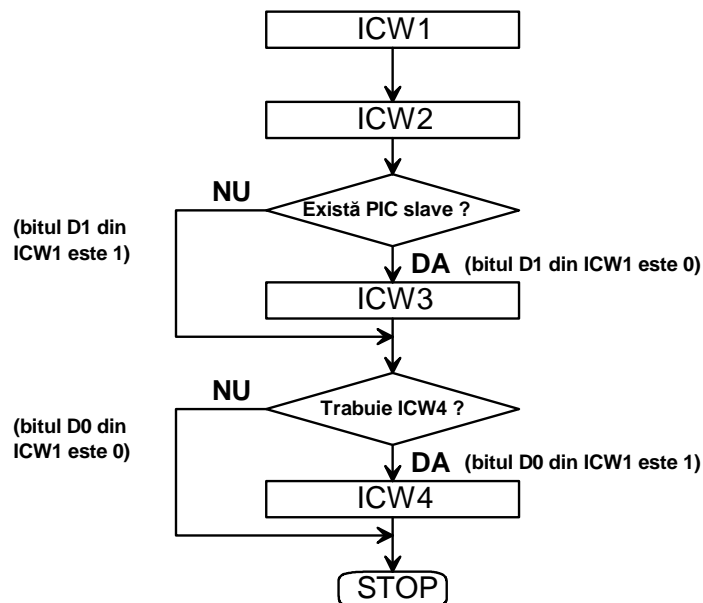 ICW1
ICW2
NU
Există PIC slave ?
(bitul D1 din
ICW1 este 1)
DA (bitul D1 din ICW1 este 0)
ICW3
NU
Trabuie ICW4 ?
(bitul D0 din
ICW1 este 0)
DA (bitul D0 din ICW1 este 1)
ICW4
STOP